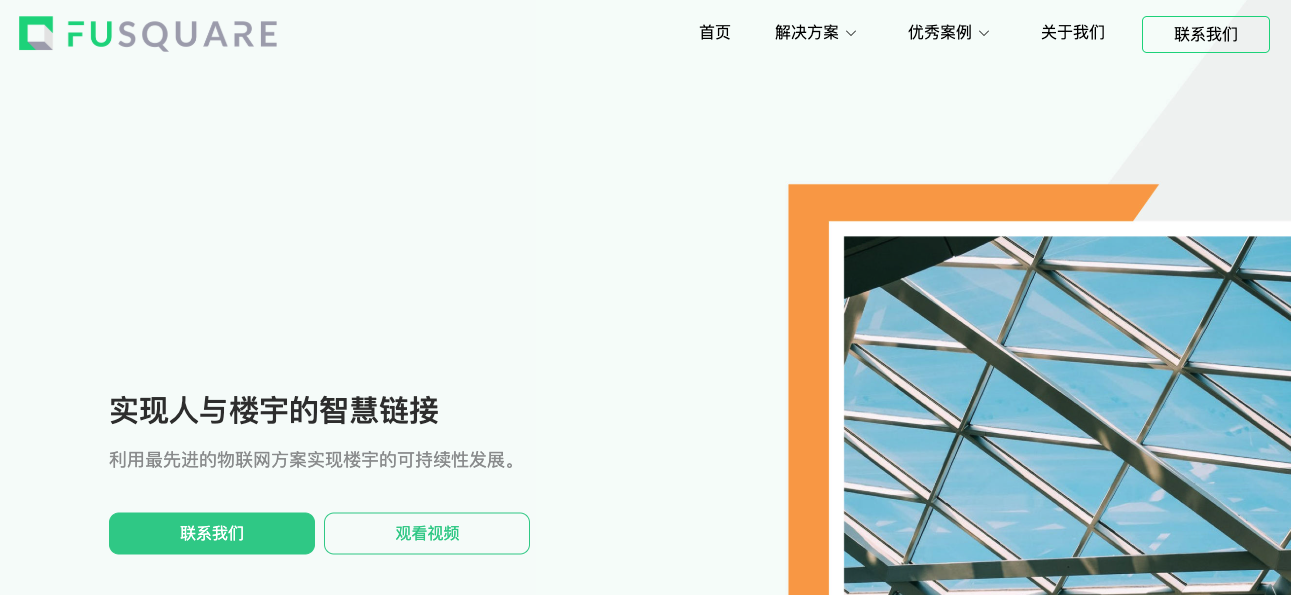 FUSQUARE
首页
解决方案
优秀案例
关于我们
联系我们
实现人与楼宇的智慧链接
利用最先进的物联网方案实现楼宇的可持续性发展。
联系我们
观看视频